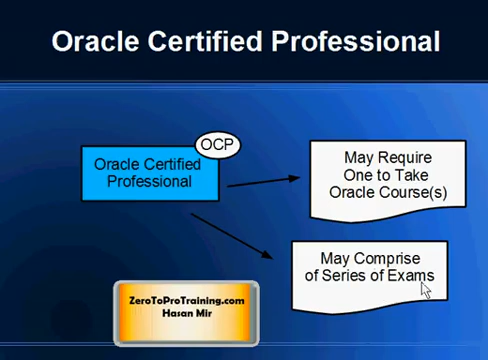 Oracle Certified Professional
OCP
Oracle Certified
Professional
May Require
One to Take
Oracle Course(s)
May Comprise
of Series of Exams
ZeroToProTraining.com
Hasan Mir